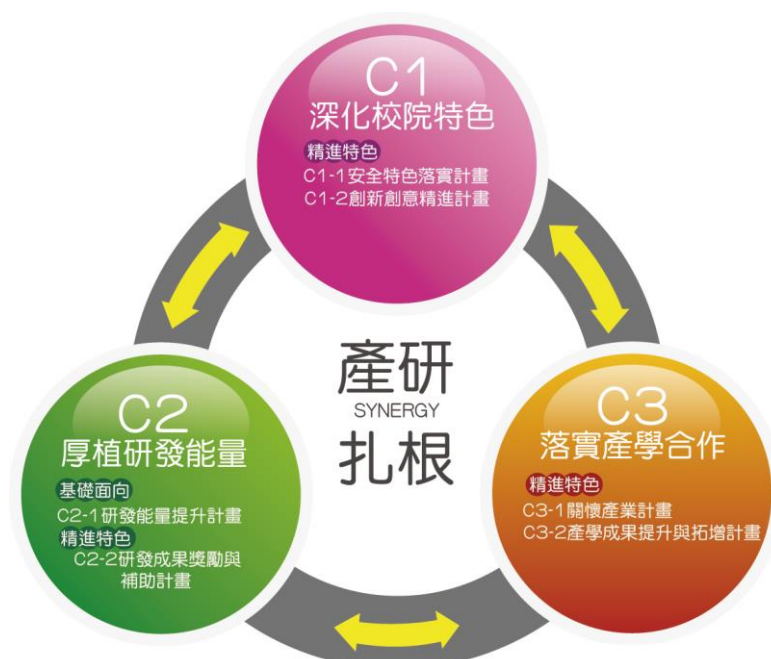 C1
深化校院特色
精進特色
C1-1安全特色落實計畫
C1-2創新創意精進計畫
產研
SYNERGY
扎根
C2
厚植研發能量
基礎面向
C2-1研發能量提升計畫
精進特色
C2-2研發成果獎勵與
補助計畫
C3
落實產學合作
精進特色
C3-1關懷產業計畫
C3-2產學成果提升與拓增計畫